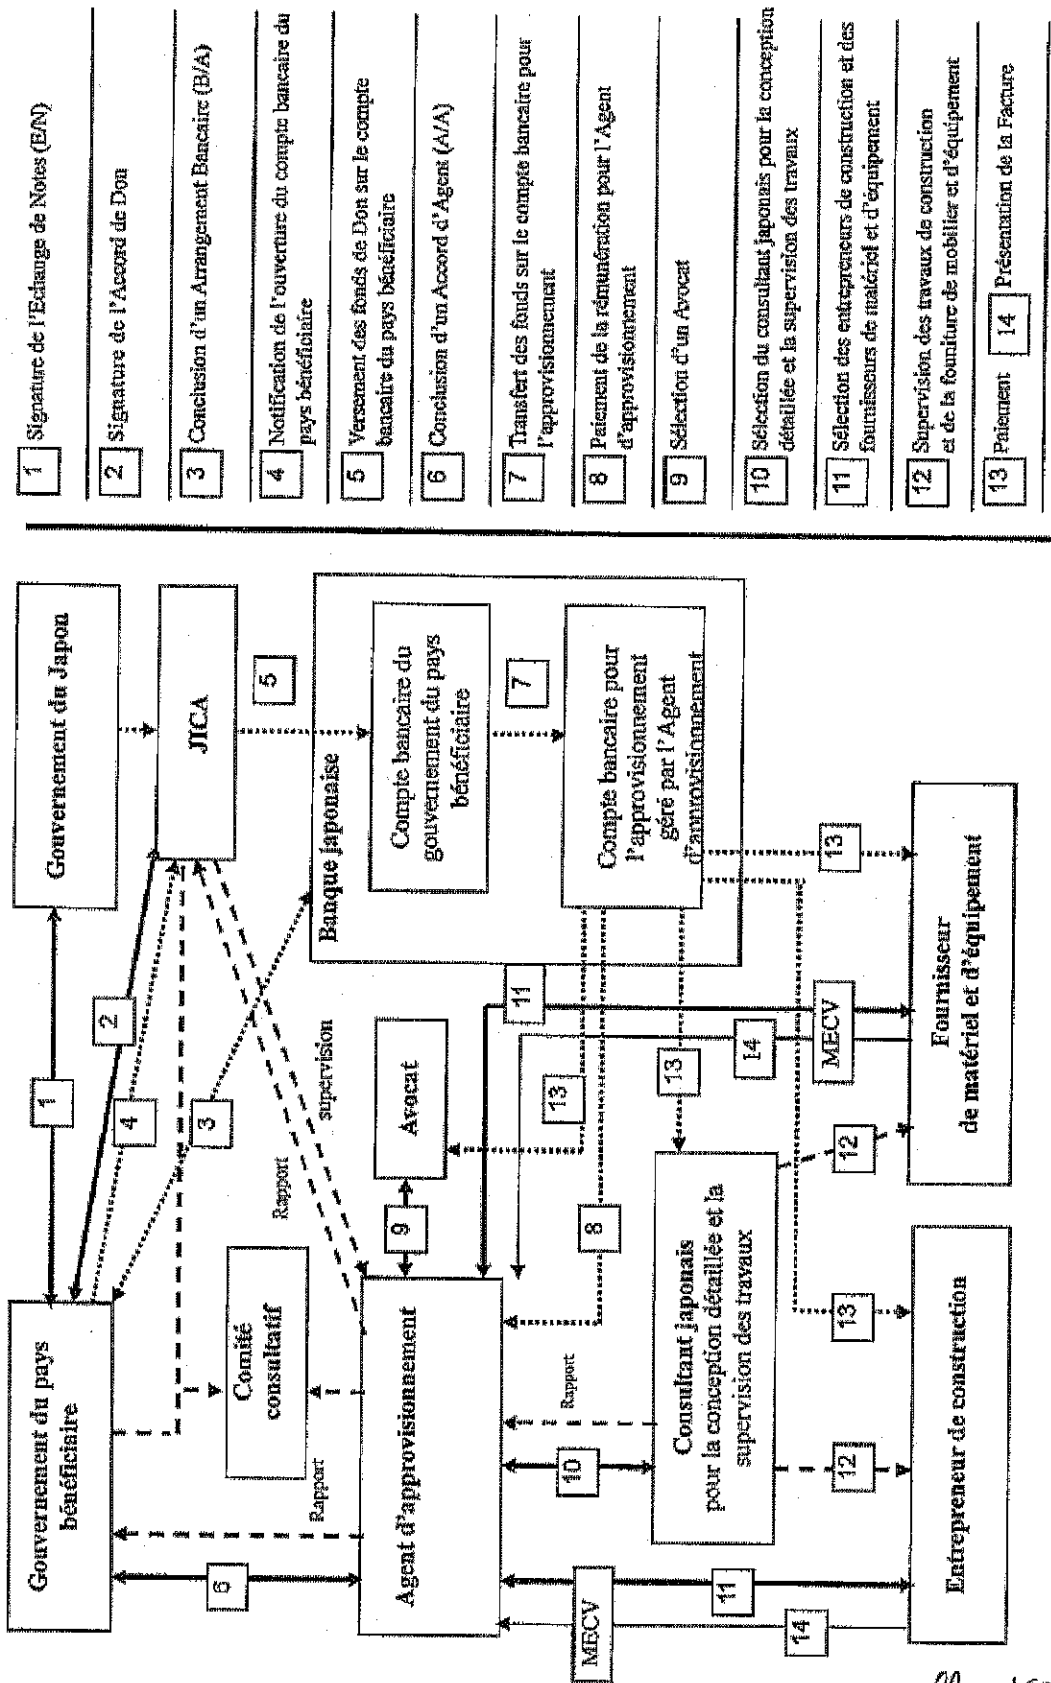 Gouvernement du pays
bénéficiaire
1
Gouvernement du Japon
2
4
3
JICA
5
Rapport
supervision
Comité
consultatif
6
Rapport
Agent d'approvisionnement
9
Avocat
Banque japonaise
Compte bancaire du
gouvernement du pays
bénéficiaire
7
Compte bancaire pour
l'approvisionnement
géré par l'Agent
d'approvisionnement
11
13
8
13
14
MECV
13
Rapport
10
Consultant japonais
pour la conception détaillée et la
supervision des travaux
12
12
13
MECV
11
14
Entrepreneur de construction
Fournisseur
de matériel et d'équipement
1 Signature de l'Echange de Notes (E/N)
2 Signature de l'Accord de Don
3 Conclusion d'un Arrangement Bancaire (B/A)
4 Notification de l'ouverture du compte bancaire du
pays bénéficiaire
5 Versement des fonds de Don sur le compte
bancaire du pays bénéficiaire
6 Conclusion d'un Accord d'Agent (A/A)
7 Transfert des fonds sur le compte bancaire pour
l'approvisionnement
8 Paiement de la rémunération pour l'Agent
d'approvisionement
9 Sélection d'un Avocat
10 Sélection du consultant japonais pour la conception
détaillée et la supervision des travaux
11 Sélection des entrepreneurs de construction et des
fournisseurs de matériel et d'équipement
12 Supervision des travaux de construction
et de la founiture de mobilier et d'équipement
13 Paiement 14 Présentation de la Facture